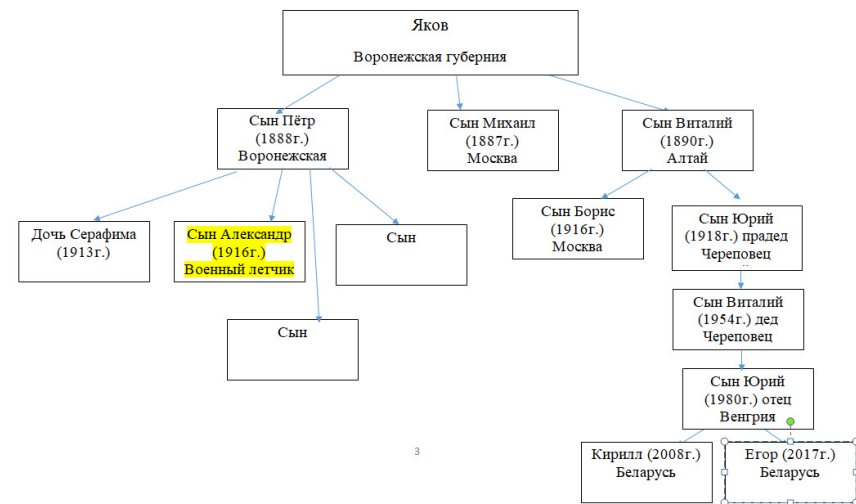 Яков
Воронежская губерния
Сын Пётр
(1888г.)
Воронежская
Сын Михаил
(1887г.)
Москва
Сын Виталий
(1890г.)
Алтай
Дочь Серафима
(1913г.)
Сын Александр
(1916г.)
Военный летчик
Сын
Сын Борис
(1916г.)
Москва
Сын Юрий
(1918г.) прадед
Череповец
Сын
Сын Виталий
(1954г.) дед
Череповец
Сын Юрий
(1980г.) отец
Венгрия
3
Кирилл (2008г.)
Беларусь
Егор (2017г.)
Беларусь